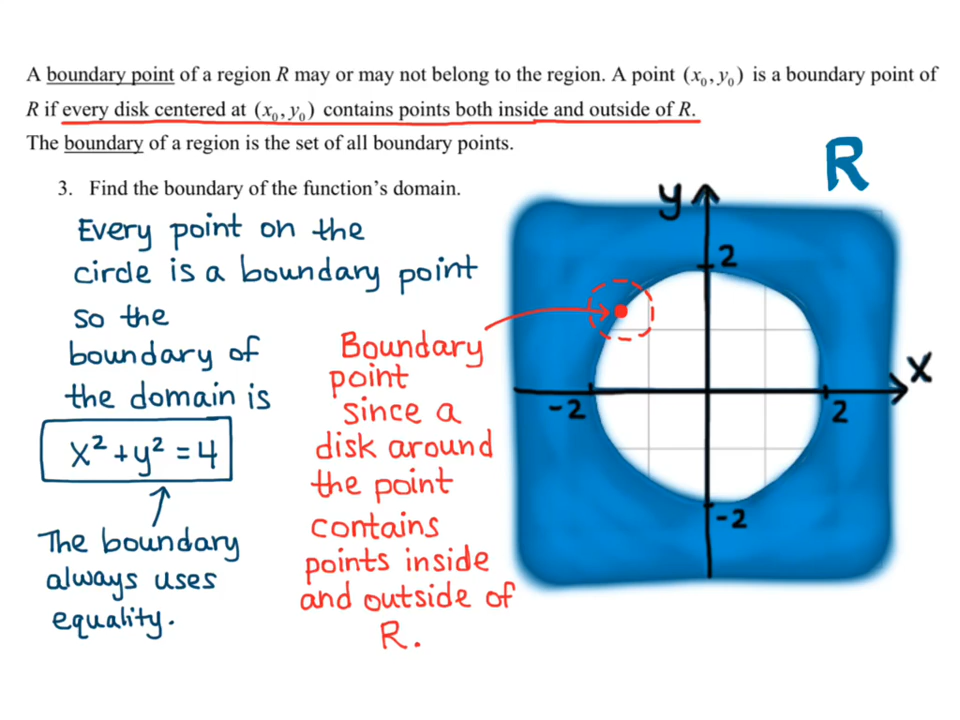 A boundary point of a region R may or may not belong to the region. A point (x₀, y₀) is a boundary point of
R if every disk centered at (x₀, y₀) contains points both inside and outside of R.
The boundary of a region is the set of all boundary points.
3. Find the boundary of the function's domain.
Every point on the
circle is a boundary point
so the
boundary of
the domain is
x² + y² = 4
The boundary
always uses
equality.
Boundary
point
since a
disk around
the point
contains
points inside
and outside of
R.
R
y
2
x
-2
2
-2